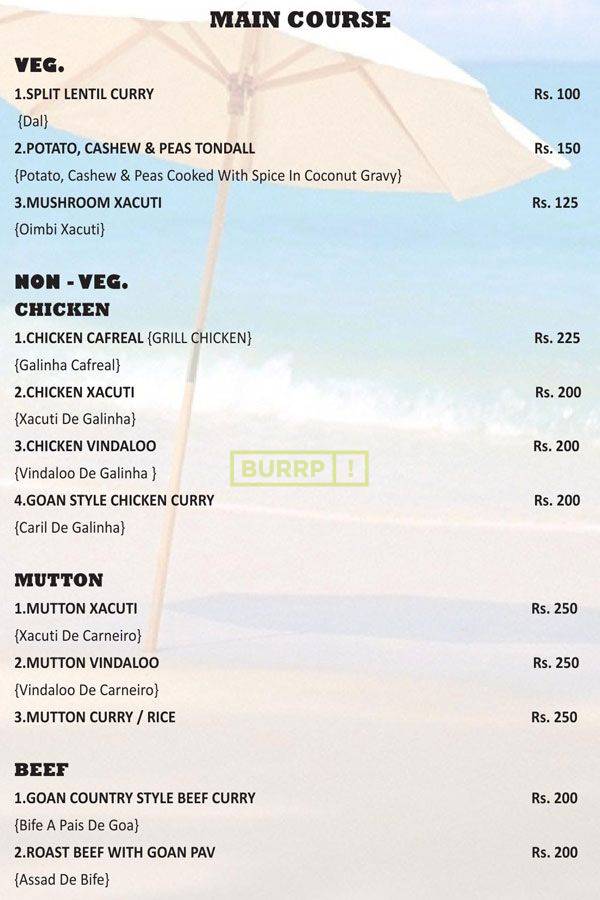 MAIN COURSE
VEG.
1.SPLIT LENTIL CURRY Rs. 100
{Dal}
2.POTATO, CASHEW & PEAS TONDALL Rs. 150
{Potato, Cashew & Peas Cooked With Spice In Coconut Gravy}
3.MUSHROOM XACUTI Rs. 125
{Oimbi Xacuti}
NON - VEG.
CHICKEN
1.CHICKEN CAFREAL {GRILL CHICKEN} Rs. 225
{Galinha Cafreal}
2.CHICKEN XACUTI Rs. 200
{Xacuti De Galinha}
3.CHICKEN VINDALOO Rs. 200
{Vindaloo De Galinha }
BURRP !
4.GOAN STYLE CHICKEN CURRY Rs. 200
{Caril De Galinha}
MUTTON
1.MUTTON XACUTI Rs. 250
{Xacuti De Carneiro}
2.MUTTON VINDALOO Rs. 250
{Vindaloo De Carneiro}
3.MUTTON CURRY / RICE Rs. 250
BEEF
1.GOAN COUNTRY STYLE BEEF CURRY Rs. 200
{Bife A Pais De Goa}
2.ROAST BEEF WITH GOAN PAV Rs. 200
{Assad De Bife}